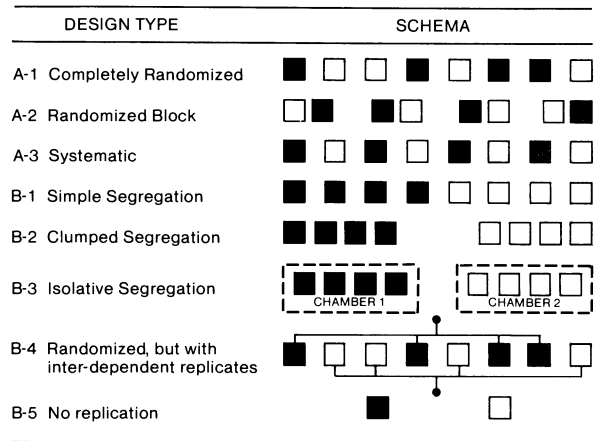 DESIGN TYPE SCHEMA
A-1 Completely Randomized
A-2 Randomized Block
A-3 Systematic
B-1 Simple Segregation
B-2 Clumped Segregation
B-3 Isolative Segregation
CHAMBER 1 CHAMBER 2
B-4 Randomized, but with
inter-dependent replicates
B-5 No replication